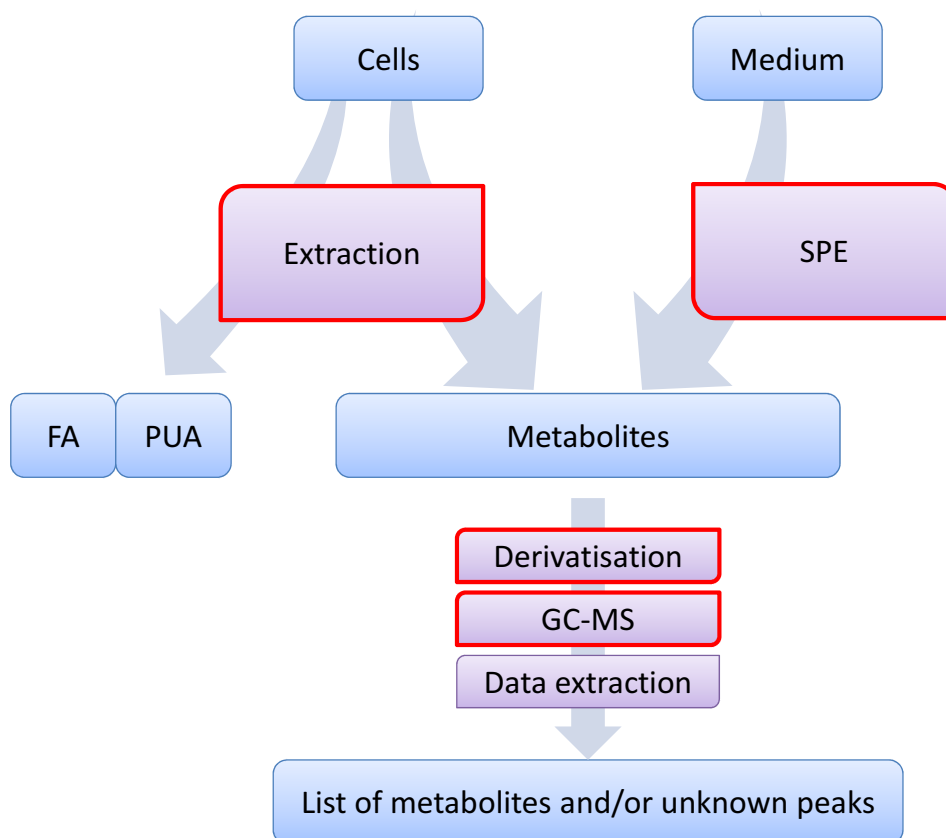 Cells
Medium
Extraction
SPE
FA
PUA
Metabolites
Derivatisation
GC-MS
Data extraction
List of metabolites and/or unknown peaks